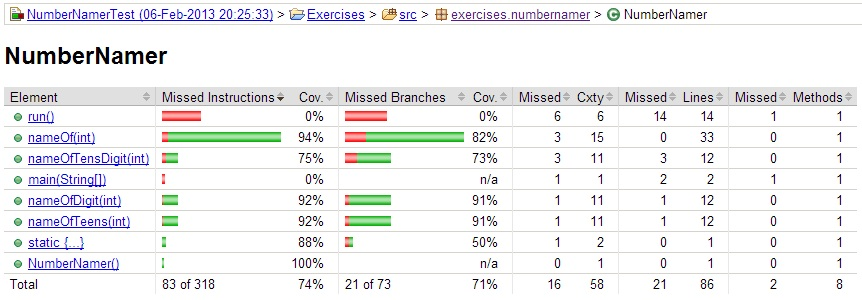 NumberNamerTest (06-Feb-2013 20:25:33) > Exercises > src > exercises.numbernamer > NumberNamer
NumberNamer
Element Missed Instructions Cov. Missed Branches Cov. Missed Cxty Missed Lines Missed Methods
run() 0% 0% 6 6 14 14 1 1
nameOf(int) 94% 82% 3 15 0 33 0 1
nameOfTensDigit(int) 75% 73% 3 11 3 12 0 1
main(String[]) 0% n/a 1 1 2 2 1 1
nameOfDigit(int) 92% 91% 1 11 1 12 0 1
nameOfTeens(int) 92% 91% 1 11 1 12 0 1
static {...} 88% 50% 1 2 0 1 0 1
NumberNamer() 100% n/a 0 1 0 1 0 1
Total 83 of 318 74% 21 of 73 71% 16 58 21 86 2 8